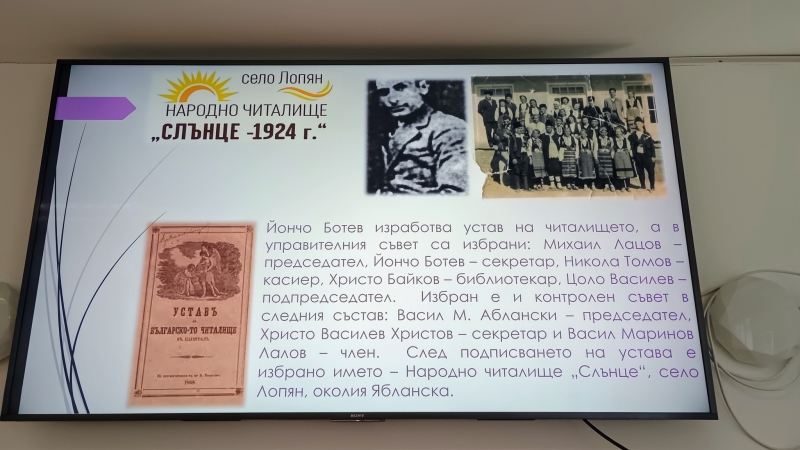 село Лопян
НАРОДНО ЧИТАЛИЩЕ
„СЛЪНЦЕ -1924 г.“
Йончо Ботев изработва устав на читалището, а в
управителния съвет са избрани: Михаил Лацов –
председател, Йончо Ботев – секретар, Никола Томов –
касиер, Христо Байков – библиотекар, Цоло Василев –
подпредседател. Избран е и контролен съвет в
следния състав: Васил М. Аблански – председател,
Христо Василев Христов – секретар и Васил Маринов
Лалов – член. След подписването на устава е
избрано името – Народно читалище „Слънце“, село
Лопян, околия Ябланска.
УСТАВЪ
БЪЛГАРСКО-ТО ЧИТАЛИЩЕ
SONY